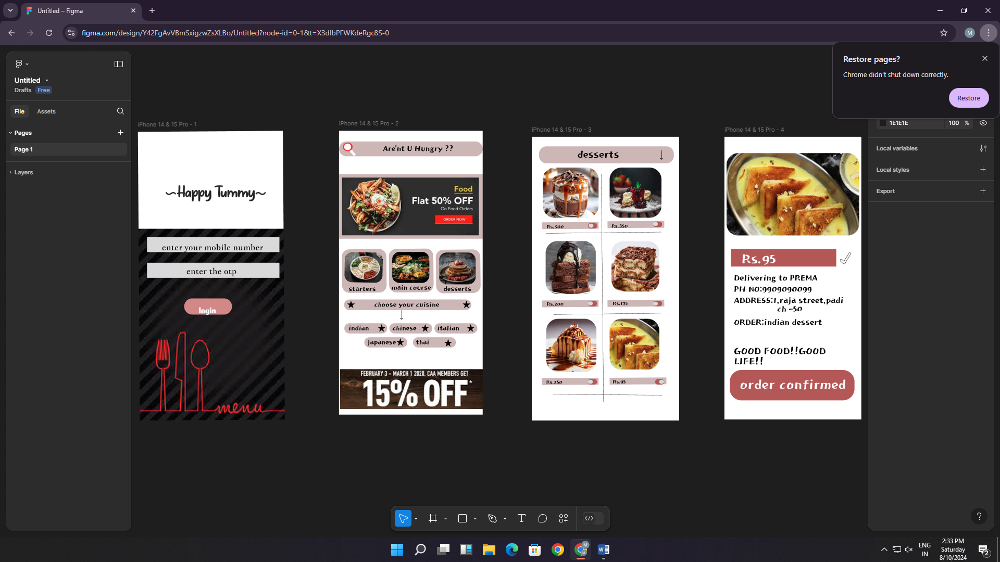 Untitled – Figma
figma.com/design/Y42FgAvVBmSxigzwZsXLBo/Untitled?node-id=0-1&t=X3dIbPFWKdeRgc8S-0
M
Restore pages?
Chrome didn't shut down correctly.
Restore
Untitled
Drafts Free
File Assets
Pages
Page 1
Layers
iPhone 14 & 15 Pro - 1
~Happy Tummy~
enter your mobile number
enter the otp
login
menu
iPhone 14 & 15 Pro - 2
Are'nt U Hungry ??
Food
Flat 50% OFF
On Food Orders
ORDER NOW
starters main course desserts
choose your cuisine
indian chinese italian
japanese thai
FEBRUARY 3 – MARCH 1 2020, CAA MEMBERS GET
15% OFF*
iPhone 14 & 15 Pro - 3
desserts
Rs.300 Rs.350
Rs.200 Rs.175
Rs.250 Rs.95
iPhone 14 & 15 Pro - 4
Rs.95
Delivering to PREMA
PH NO:9909090099
ADDRESS:1,raja street,padi
ch -50
ORDER:indian dessert
GOOD FOOD!!GOOD
LIFE!!
order confirmed
1E1E1E 100 %
Local variables
Local styles
Export
?
M
ENG
IN
2:33 PM
Saturday
8/10/2024
2